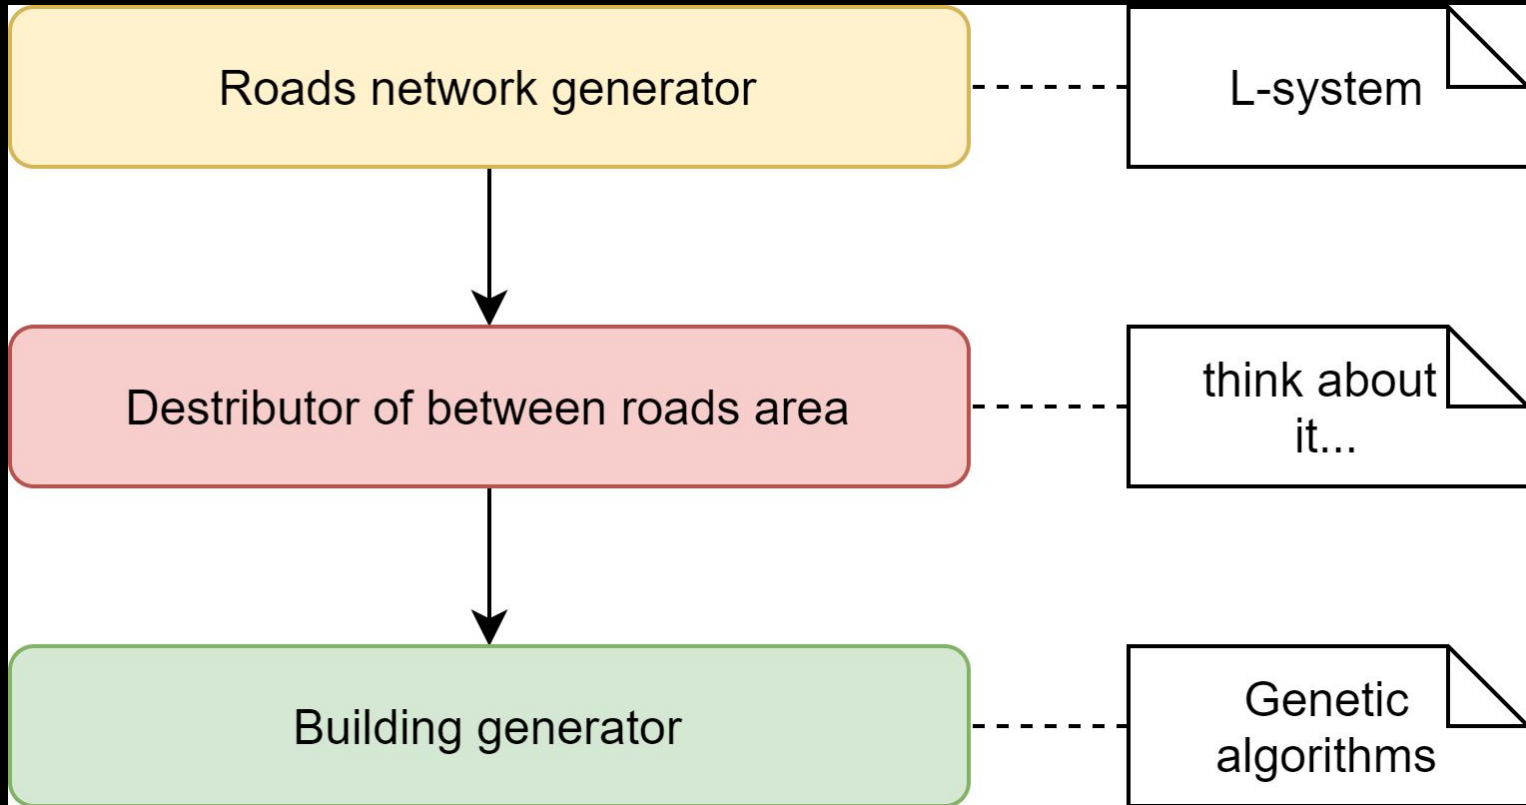 Roads network generator
L-system
Destributor of between roads area
think about
it...
Building generator
Genetic
algorithms